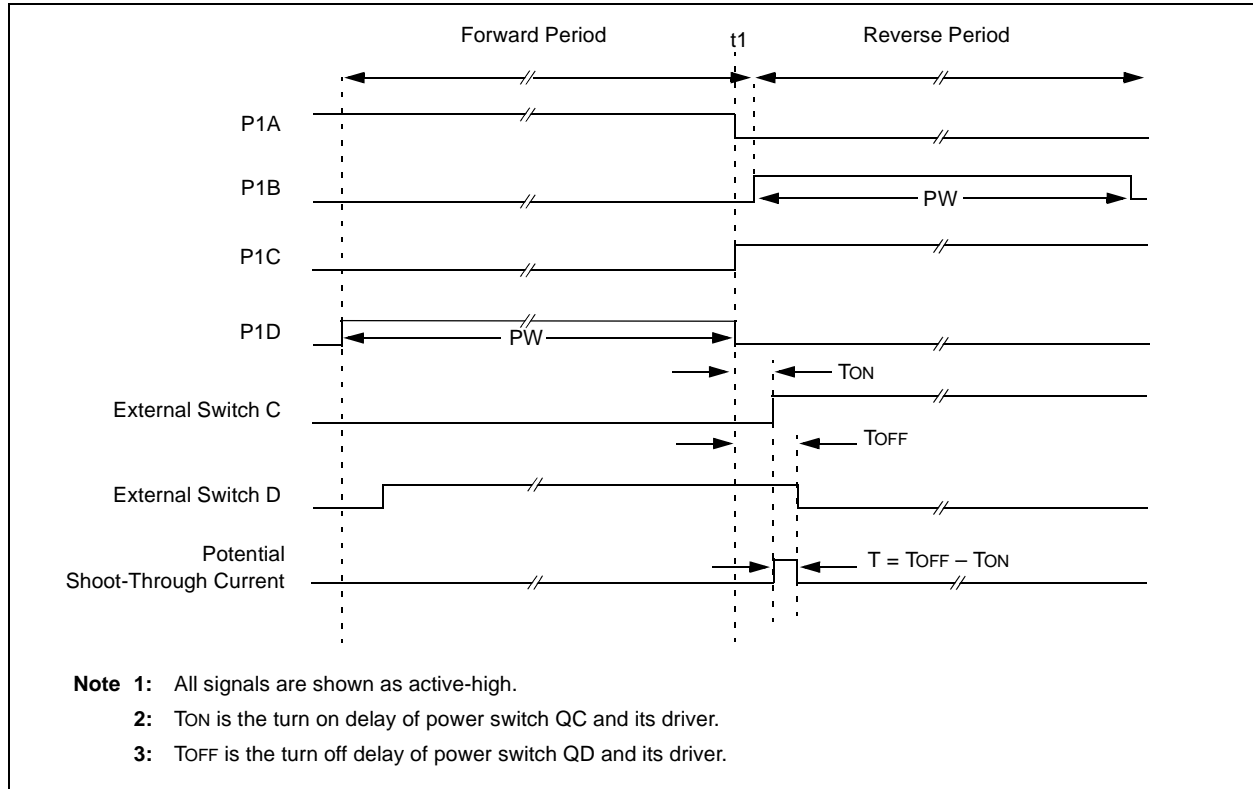 Forward Period
t1
Reverse Period
P1A
P1B
PW
P1C
P1D
PW
TON
External Switch C
TOFF
External Switch D
Potential
Shoot-Through Current
T = TOFF – TON
Note 1: All signals are shown as active-high.
2: TON is the turn on delay of power switch QC and its driver.
3: TOFF is the turn off delay of power switch QD and its driver.